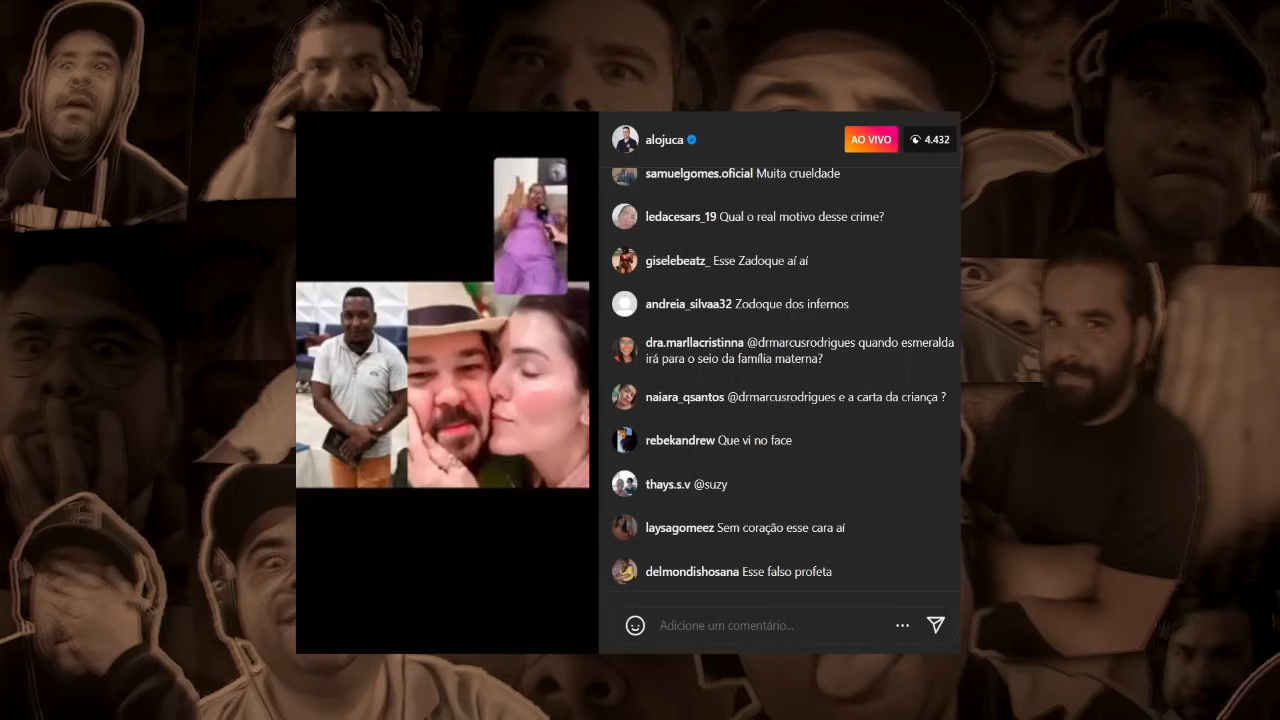 alojuca
AO VIVO
4.432
samuelgomes.oficial Muita crueldade
ledacesars_19 Qual o real motivo desse crime?
giselebeatz_ Esse Zadoque aí aí
andreia_silvaa32 Zodoque dos infernos
dra.marllacristinna @drmarcusrodrigues quando esmeralda
irá para o seio da família materna?
naiara_qsantos @drmarcusrodrigues e a carta da criança ?
rebekandrew Que vi no face
thays.s.v @suzy
laysagomeez Sem coração esse cara aí
delmondishosana Esse falso profeta
Adicione um comentário...